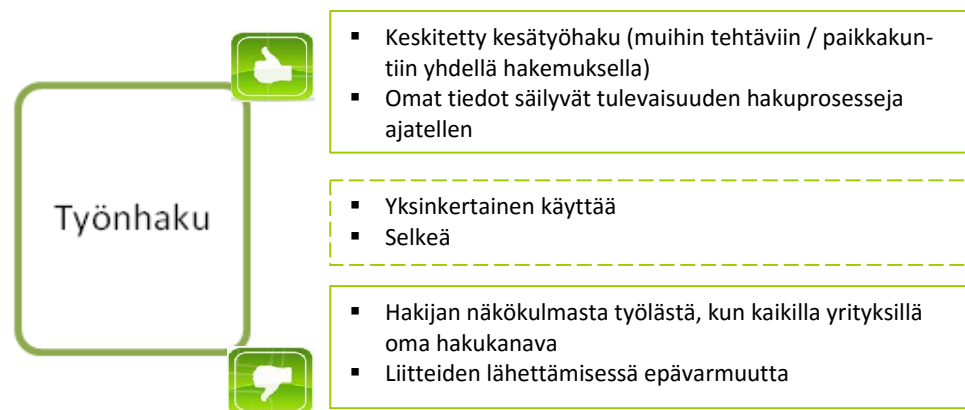 ▪ Keskitetty kesätyöhaku (muihin tehtäviin / paikkakun-
tiin yhdellä hakemuksella)
▪ Omat tiedot säilyvät tulevaisuuden hakuprosesseja
ajatellen
Työnhaku
▪ Yksinkertainen käyttää
▪ Selkeä
▪ Hakijan näkökulmasta työlästä, kun kaikilla yrityksillä
oma hakukanava
▪ Liitteiden lähettämisessä epävarmuutta